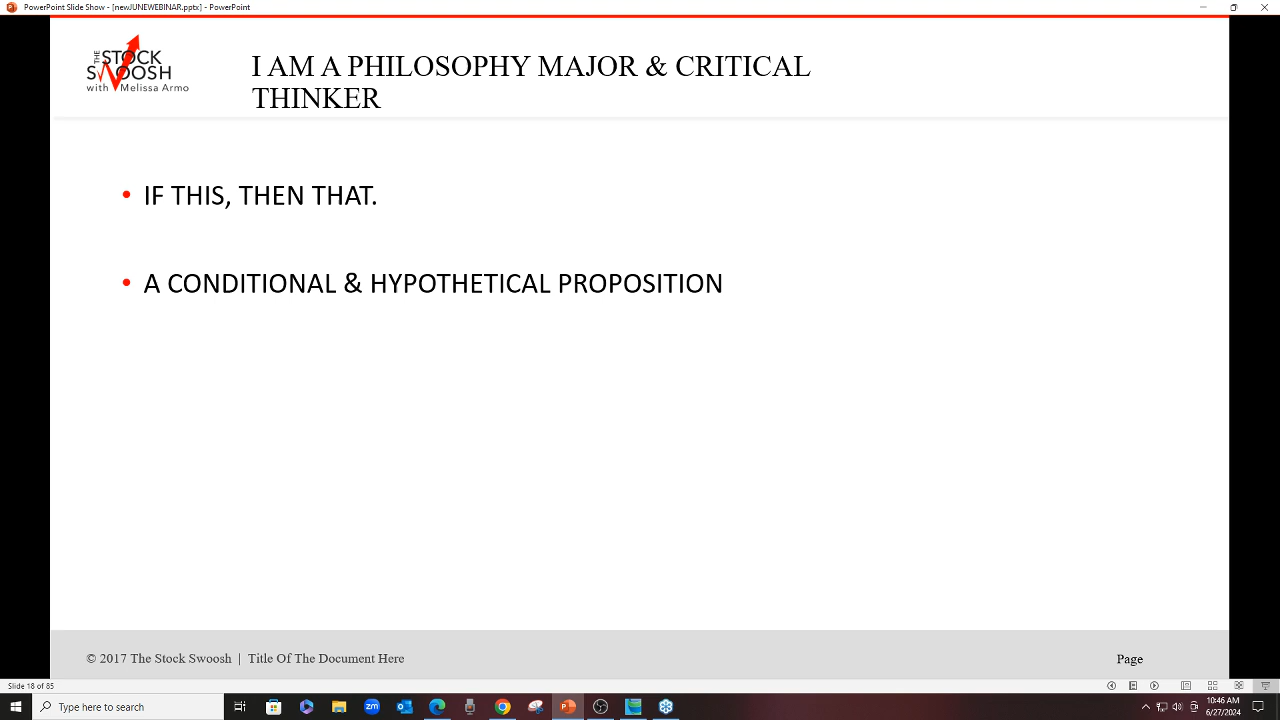 PowerPoint Slide Show - [newJUNEWEBINAR.pptx] - PowerPoint
THE STOCK
SWOOSH
with Melissa Armo
I AM A PHILOSOPHY MAJOR & CRITICAL
THINKER
• IF THIS, THEN THAT.
• A CONDITIONAL & HYPOTHETICAL PROPOSITION
© 2017 The Stock Swoosh | Title Of The Document Here
Page
Slide 18 of 85
Type here to search
zm
10:46 AM
6/27/2024